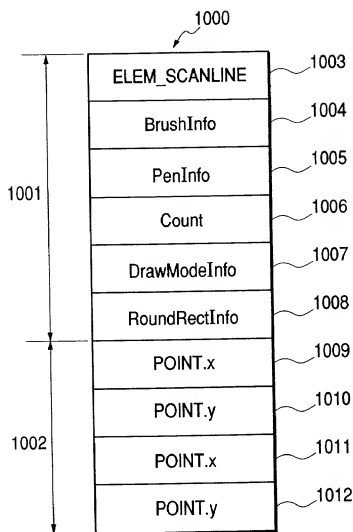 1000
ELEM_SCANLINE 1003
BrushInfo 1004
PenInfo 1005
1001
Count 1006
DrawModeInfo 1007
RoundRectInfo 1008
POINT.x 1009
POINT.y 1010
1002
POINT.x 1011
POINT.y 1012